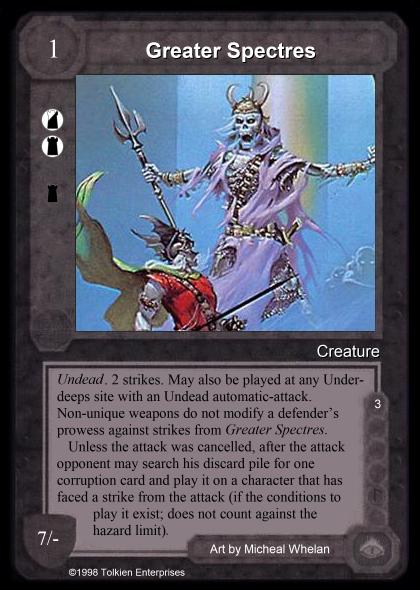 1
Greater Spectres
Creature
Undead. 2 strikes. May also be played at any Under-
deeps site with an Undead automatic-attack.
Non-unique weapons do not modify a defender's
prowess against strikes from Greater Spectres.
Unless the attack was cancelled, after the attack
opponent may search his discard pile for one
corruption card and play it on a character that has
faced a strike from the attack (if the conditions to
play it exist; does not count against the
hazard limit).
3
7/-
Art by Micheal Whelan
©1998 Tolkien Enterprises